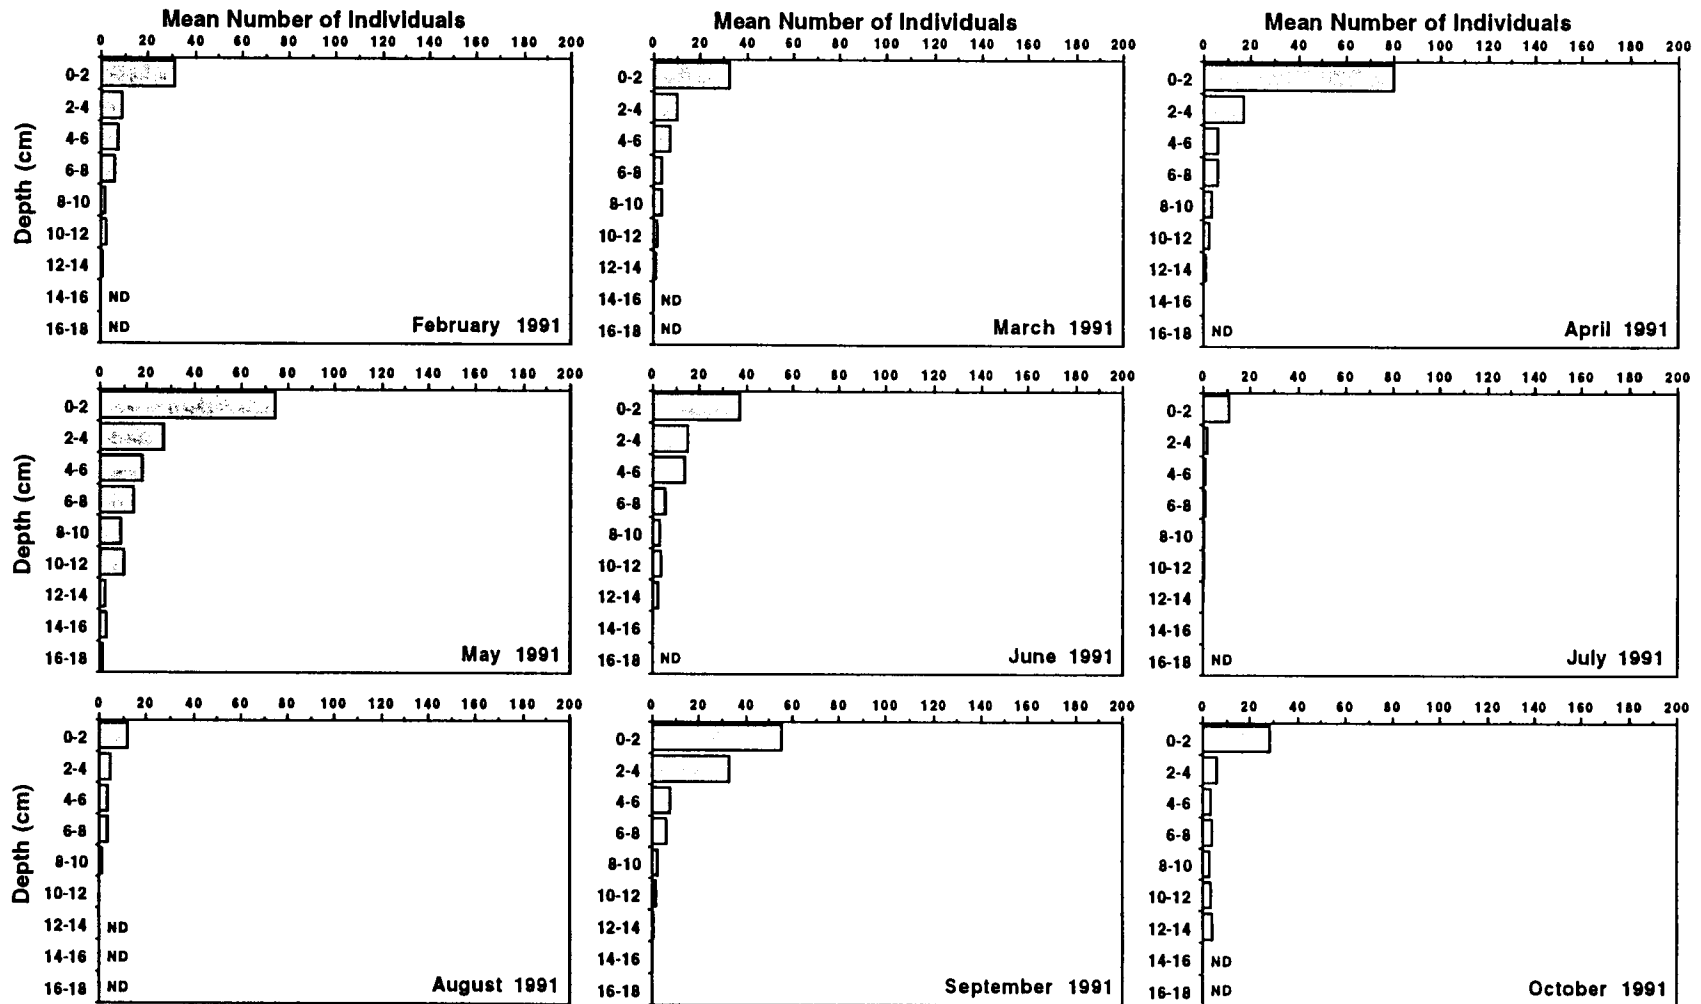 Mean Number of Individuals
0 20 40 60 80 100 120 140 160 180 200
Depth (cm)
0-2
2-4
4-6
6-8
8-10
10-12
12-14
14-16 ND
16-18 ND
February 1991
Mean Number of Individuals
0 20 40 60 80 100 120 140 160 180 200
0-2
2-4
4-6
6-8
8-10
10-12
12-14
14-16 ND
16-18 ND
March 1991
Mean Number of Individuals
0 20 40 60 80 100 120 140 160 180 200
0-2
2-4
4-6
6-8
8-10
10-12
12-14
14-16
16-18 ND
April 1991
0 20 40 60 80 100 120 140 160 180 200
Depth (cm)
0-2
2-4
4-6
6-8
8-10
10-12
12-14
14-16
16-18
May 1991
0 20 40 60 80 100 120 140 160 180 200
0-2
2-4
4-6
6-8
8-10
10-12
12-14
14-16
16-18 ND
June 1991
0 20 40 60 80 100 120 140 160 180 200
0-2
2-4
4-6
6-8
8-10
10-12
12-14
14-16
16-18 ND
July 1991
0 20 40 60 80 100 120 140 160 180 200
Depth (cm)
0-2
2-4
4-6
6-8
8-10
10-12
12-14 ND
14-16 ND
16-18 ND
August 1991
0 20 40 60 80 100 120 140 160 180 200
0-2
2-4
4-6
6-8
8-10
10-12
12-14
14-16
16-18
September 1991
0 20 40 60 80 100 120 140 160 180 200
0-2
2-4
4-6
6-8
8-10
10-12
12-14
14-16 ND
16-18 ND
October 1991